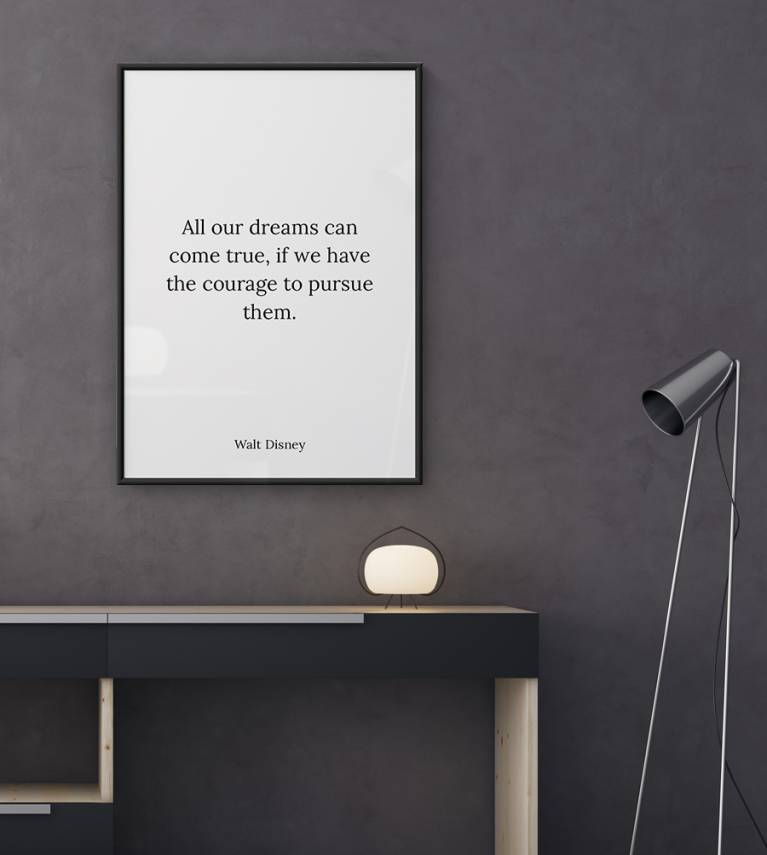 All our dreams can
come true, if we have
the courage to pursue
them.
Walt Disney